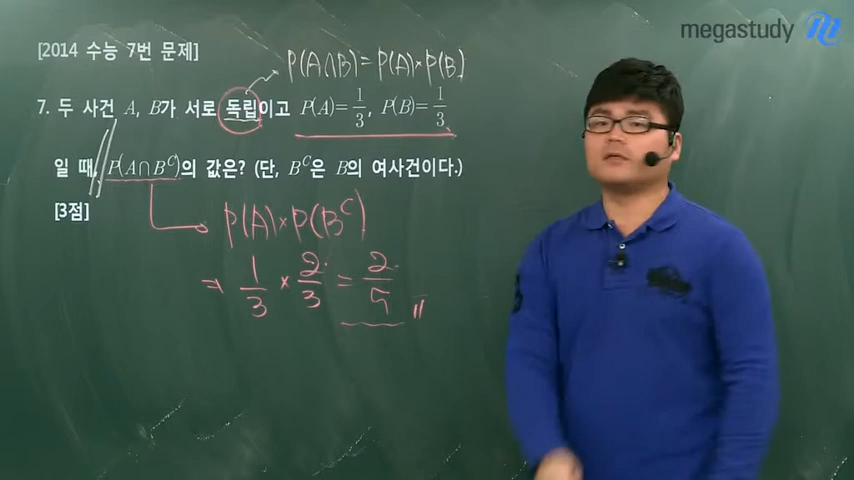 megastudy
[2014 수능 7번 문제]
P(A∩B)=P(A)×P(B)
7. 두 사건 A, B가 서로 독립이고 P(A)=1/3, P(B)=1/3
일 때, P(A∩B^C)의 값은? (단, B^C은 B의 여사건이다.)
[3점]
P(A)×P(B^C)
⇒ 1/3 × 2/3 = 2/9